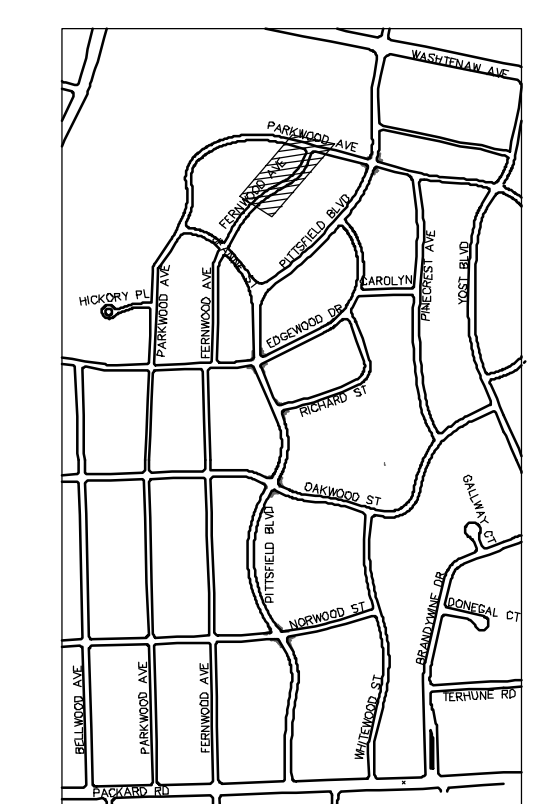 WASHTENAW AVE
PARKWOOD AVE
FERNWOOD AVE
PITTSFIELD BLVD
PINECREST AVE
YOST BLVD
CAROLYN
HICKORY PL
PARKWOOD AVE
FERNWOOD AVE
EDGEWOOD DR
RICHARD ST
OAKWOOD ST
GALLWAY CT
PITTSFIELD BLVD
BRANDYWNE DR
DONEGAL CT
NORWOOD ST
BELLWOOD AVE
PARKWOOD AVE
FERNWOOD AVE
WHITEWOOD ST
TERHUNE RD
PACKARD RD